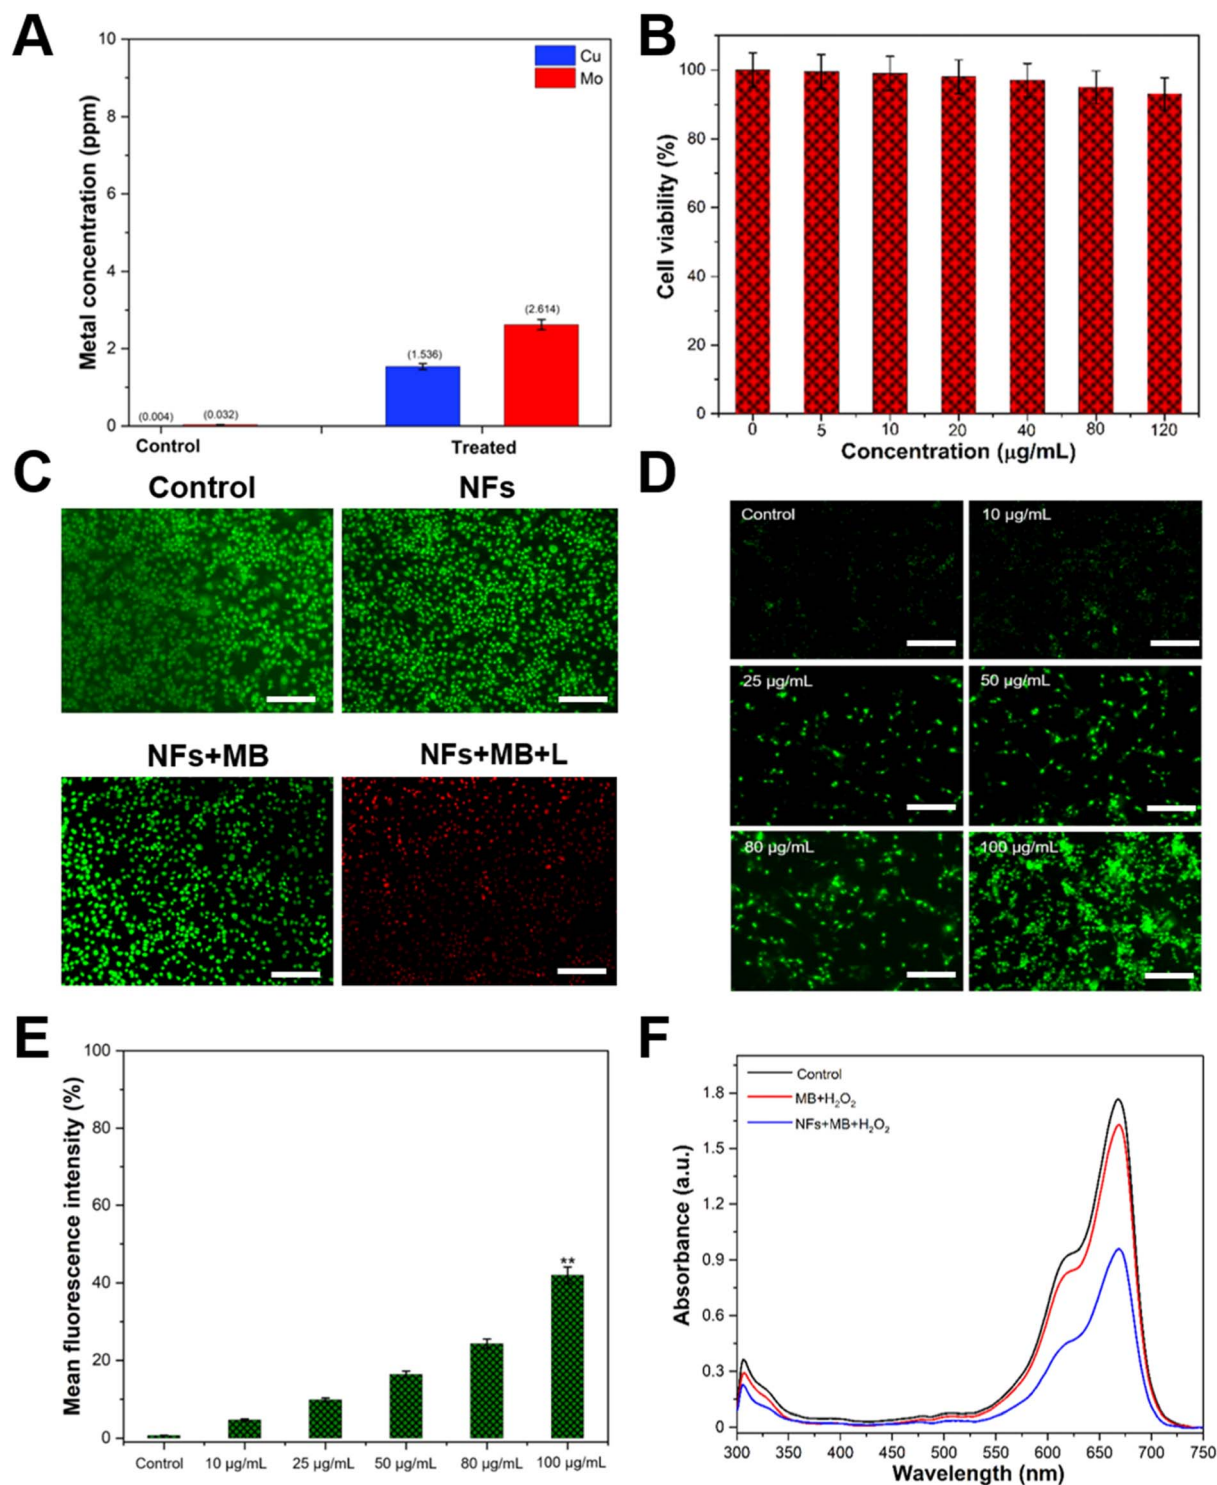 A
Metal concentration (ppm)
10
8
6
4
2
0
Cu
Mo
(0.004)
(0.032)
(1.536)
(2.614)
Control
Treated
B
Cell viability (%)
100
80
60
40
20
0
0
5
10
20
40
80
120
Concentration (μg/mL)
C
Control
NFs
NFs+MB
NFs+MB+L
D
Control
10 μg/mL
25 μg/mL
50 μg/mL
80 μg/mL
100 μg/mL
E
Mean fluorescence intensity (%)
100
80
60
40
20
0
**
Control
10 μg/mL
25 μg/mL
50 μg/mL
80 μg/mL
100 μg/mL
F
Absorbance (a.u.)
1.8
1.5
1.2
0.9
0.6
0.3
0
Control
MB+H₂O₂
NFs+MB+H₂O₂
300
350
400
450
500
550
600
650
700
750
Wavelength (nm)